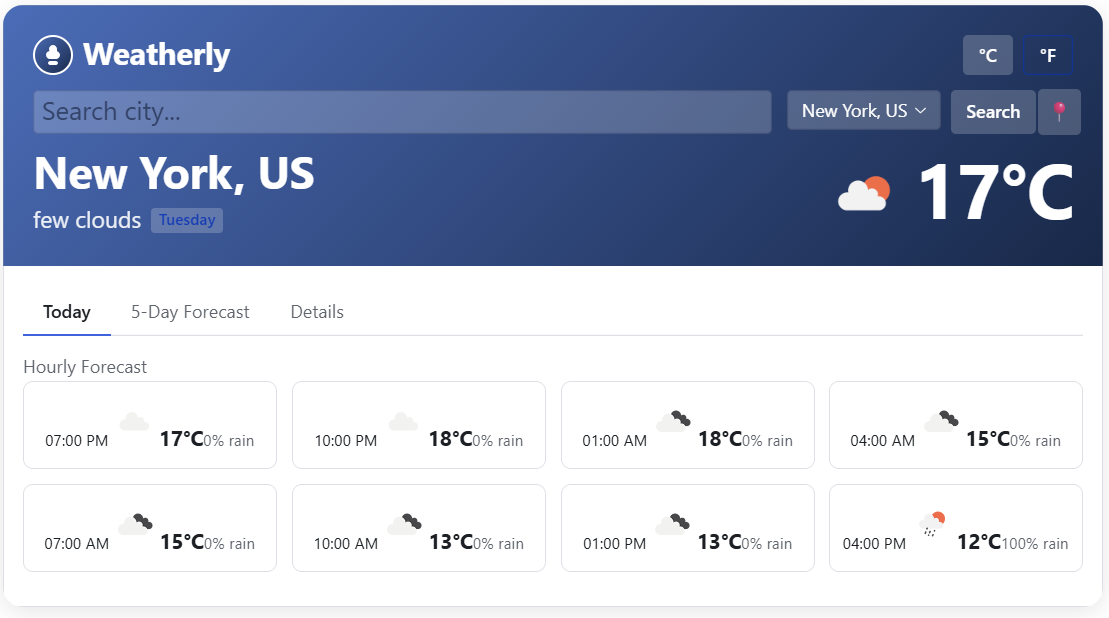 Weatherly
°C
°F
Search city...
New York, US
Search
New York, US
17°C
few clouds
Tuesday
Today
5-Day Forecast
Details
Hourly Forecast
07:00 PM 17°C 0% rain
10:00 PM 18°C 0% rain
01:00 AM 18°C 0% rain
04:00 AM 15°C 0% rain
07:00 AM 15°C 0% rain
10:00 AM 13°C 0% rain
01:00 PM 13°C 0% rain
04:00 PM 12°C 100% rain